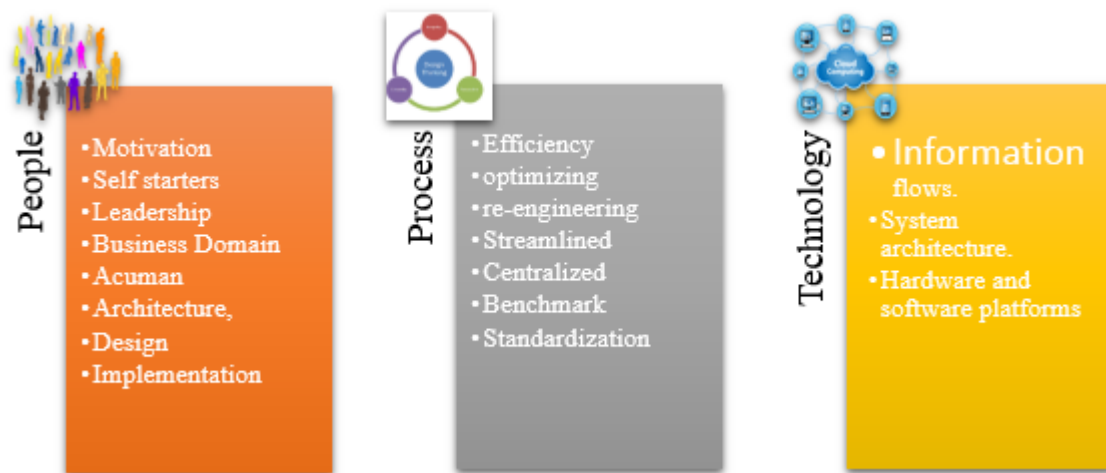 People
•Motivation
•Self starters
•Leadership
•Business Domain
•Acuman
•Architecture,
•Design
•Implementation
Design
Thinking
Process
•Efficiency
•optimizing
•re-engineering
•Streamlined
•Centralized
•Benchmark
•Standardization
Cloud
Computing
Technology
•Information
flows.
•System
architecture.
•Hardware and
software platforms